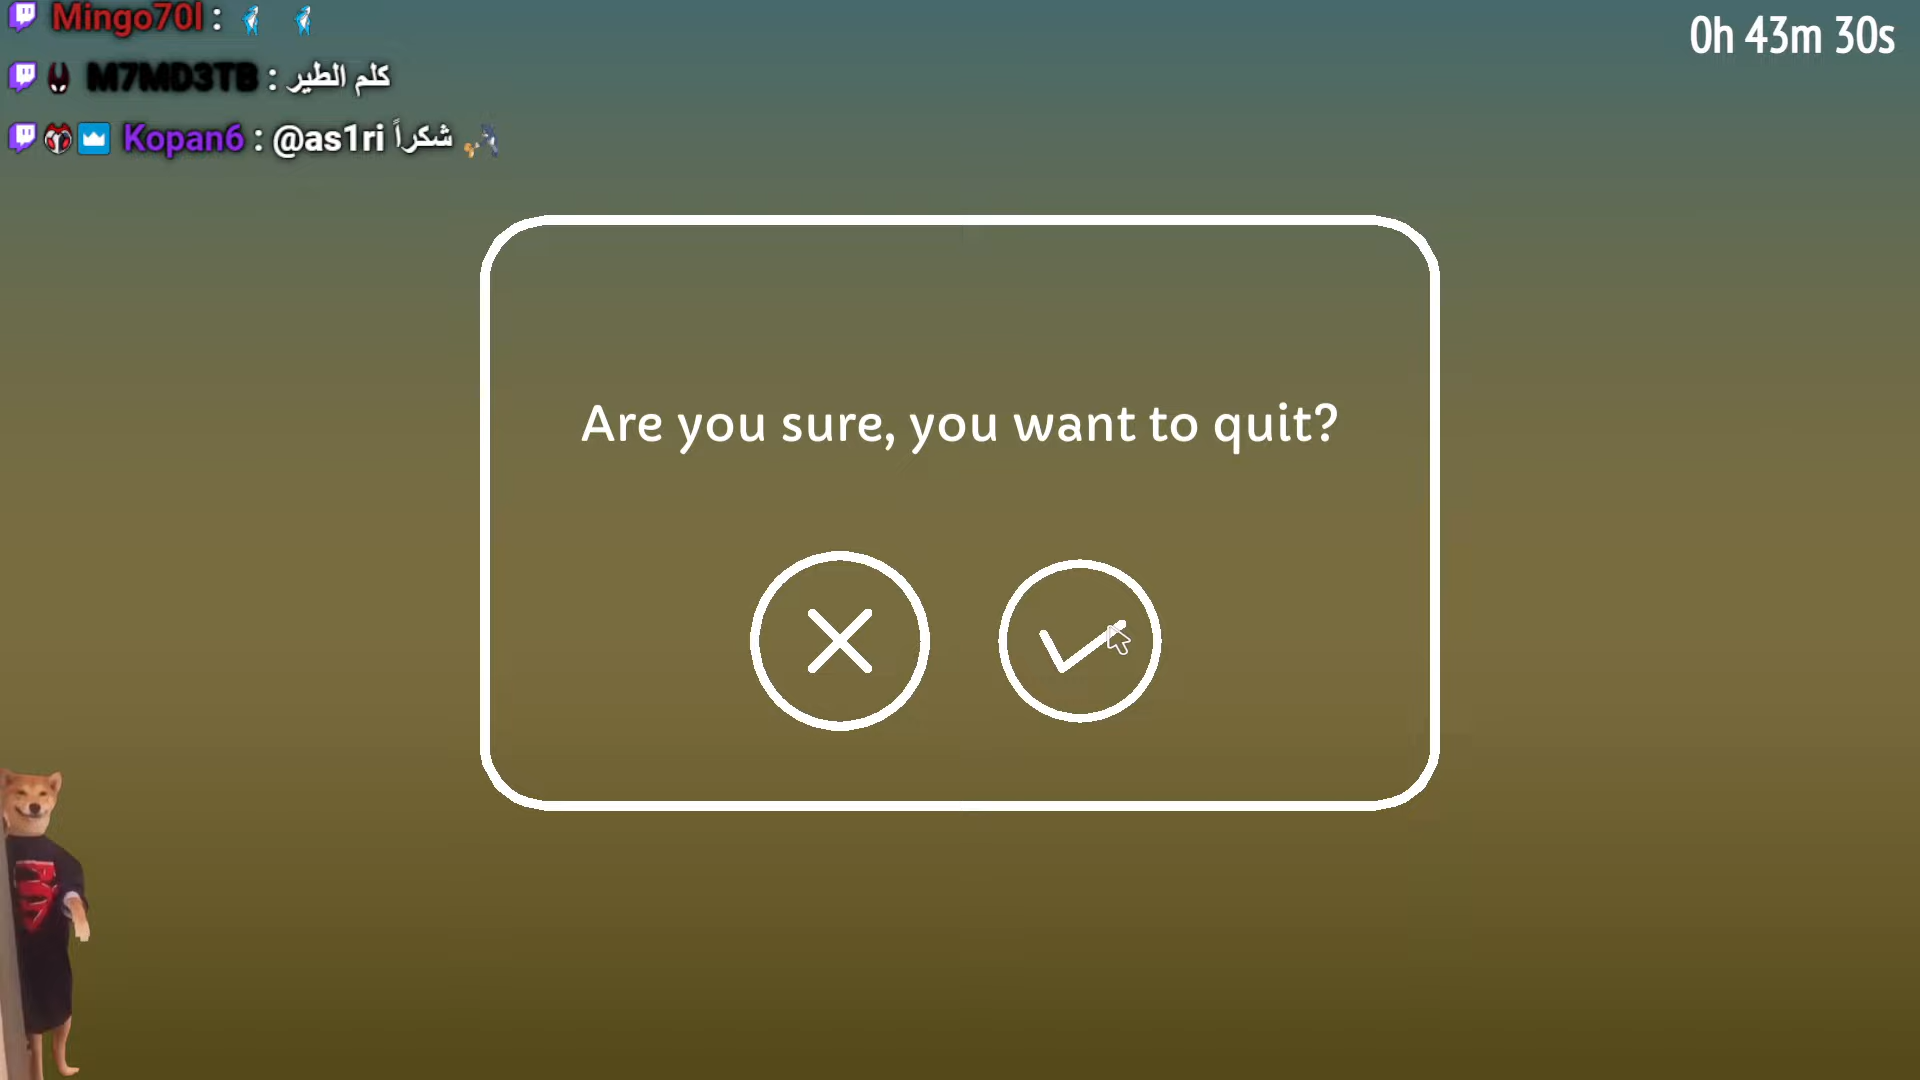 Mingo70l :
0h 43m 30s
M7MD3TB : كلم الطير
Kopan6 : @as1ri شكراً
Are you sure, you want to quit?